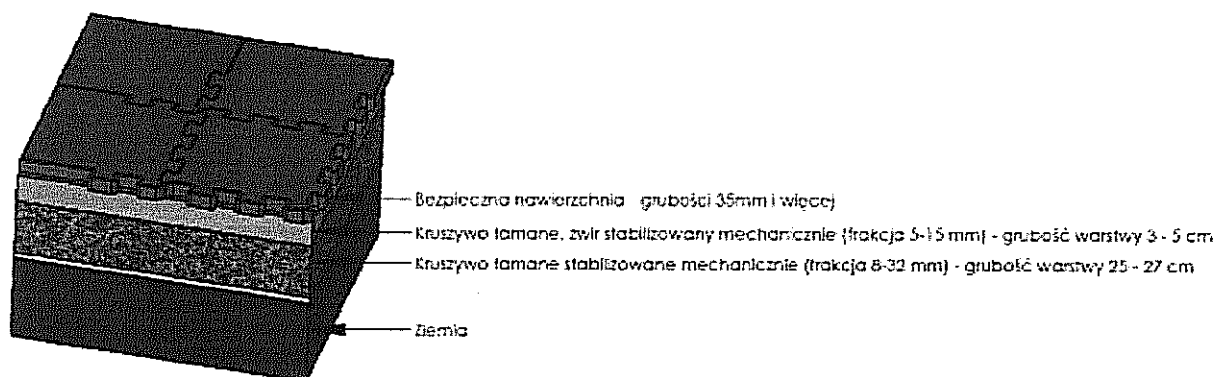 Bezpieczna nawierzchnia - grubości 35mm i więcej
Kruszywo łamane, żwir stabilizowany mechanicznie (frakcja 5-15 mm) - grubość warstwy 3 - 5 cm
Kruszywo łamane stabilizowane mechanicznie (frakcja 8-32 mm) - grubość warstwy 25 - 27 cm
Ziemia